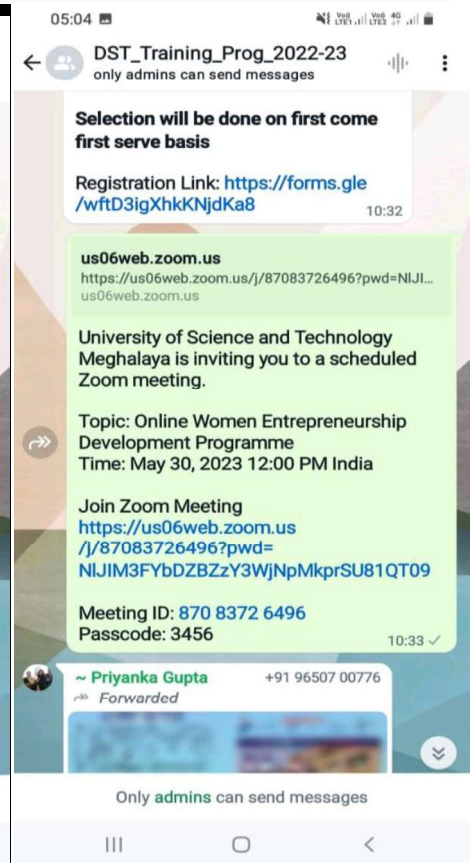 05:04
Vo)) LTE1 Vo)) LTE2 4G
DST_Training_Prog_2022-23
only admins can send messages
Selection will be done on first come
first serve basis
Registration Link: https://forms.gle
/wftD3igXhkKNjdKa8
10:32
us06web.zoom.us
https://us06web.zoom.us/j/87083726496?pwd=NlJI...
us06web.zoom.us
University of Science and Technology
Meghalaya is inviting you to a scheduled
Zoom meeting.
Topic: Online Women Entrepreneurship
Development Programme
Time: May 30, 2023 12:00 PM India
Join Zoom Meeting
https://us06web.zoom.us
/j/87083726496?pwd=
NlJIM3FYbDZBZzY3WjNpMkprSU81QT09
Meeting ID: 870 8372 6496
Passcode: 3456
10:33
~ Priyanka Gupta +91 96507 00776
Forwarded
Only admins can send messages